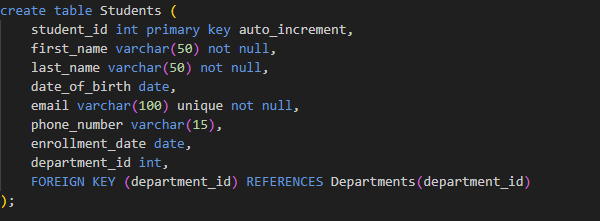 create table Students (
    student_id int primary key auto_increment,
    first_name varchar(50) not null,
    last_name varchar(50) not null,
    date_of_birth date,
    email varchar(100) unique not null,
    phone_number varchar(15),
    enrollment_date date,
    department_id int,
    FOREIGN KEY (department_id) REFERENCES Departments(department_id)
);